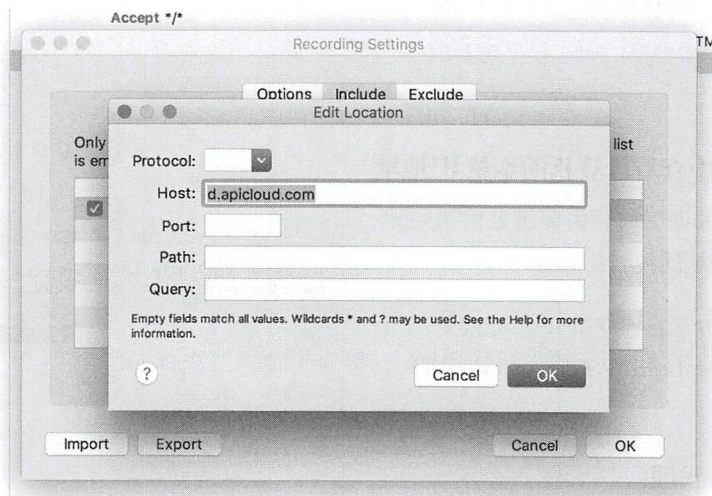 Accept */*
TM
Recording Settings
Options Include Exclude
Edit Location
Only
list
is em
Protocol:
Host: d.apicloud.com
Port:
Path:
Query:
Empty fields match all values. Wildcards * and ? may be used. See the Help for more
information.
?
Cancel OK
Import Export Cancel OK